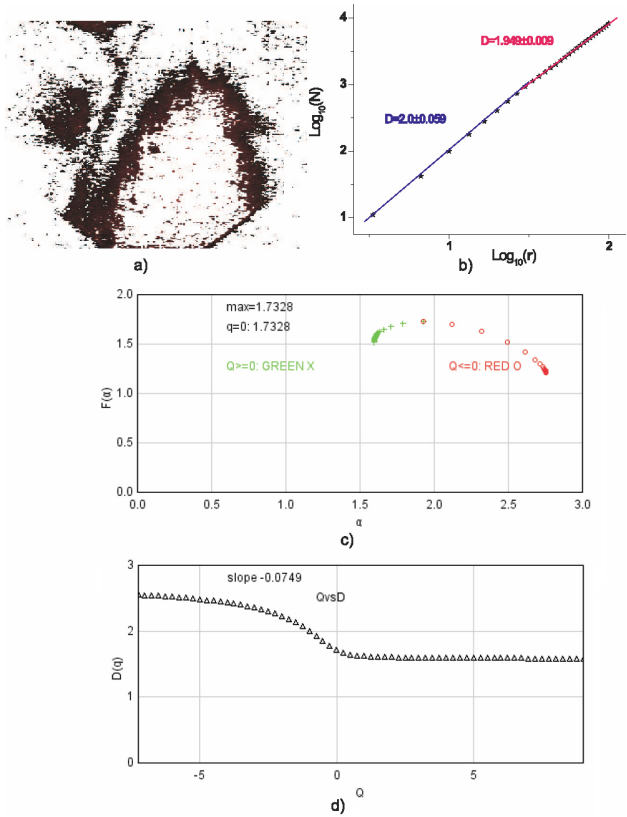 a)
Log10(N)
4
3
2
1
D=1.949±0.009
D=2.0±0.059
1
2
Log10(r)
b)
F(α)
2.0
1.5
1.0
0.5
0.0
max=1.7328
q=0: 1.7328
Q>=0: GREEN X
Q<=0: RED O
0.0 0.5 1.0 1.5 2.0 2.5 3.0
α
c)
D(q)
3
2
1
0
slope -0.0749
QvsD
-5 0 5
Q
d)